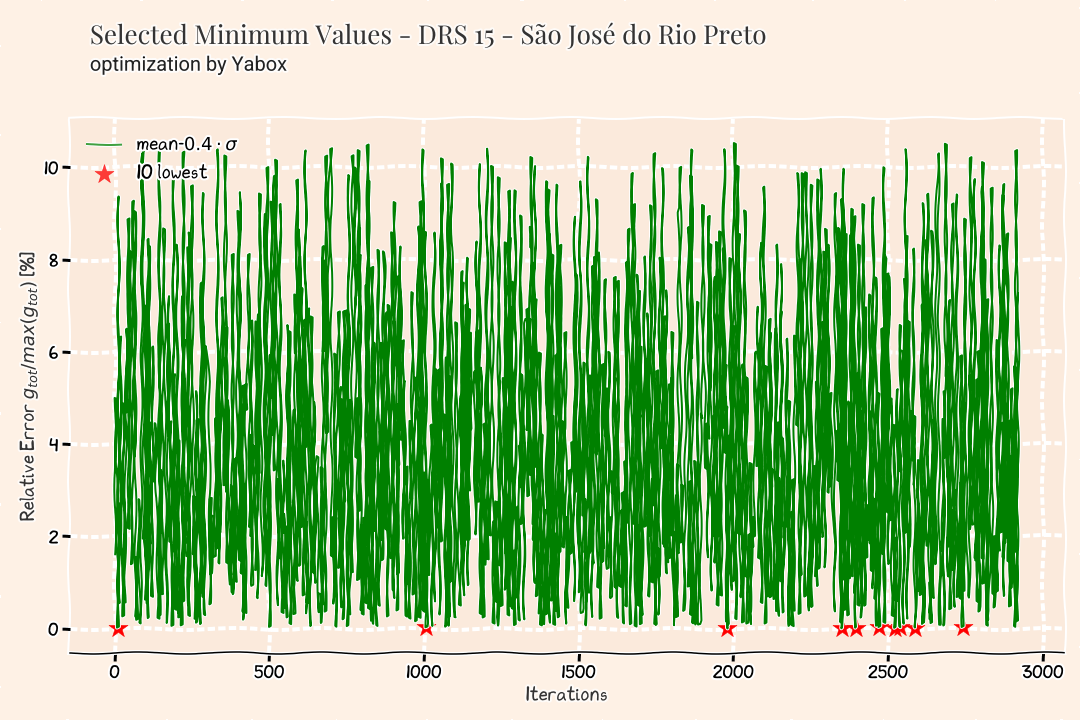 Selected Minimum Values - DRS 15 - São José do Rio Preto
optimization by Yabox
mean-0.4 · σ
10 lowest
Relative Error g_tot/max(g_tot) [%]
10
8
6
4
2
0
0 500 1000 1500 2000 2500 3000
Iterations